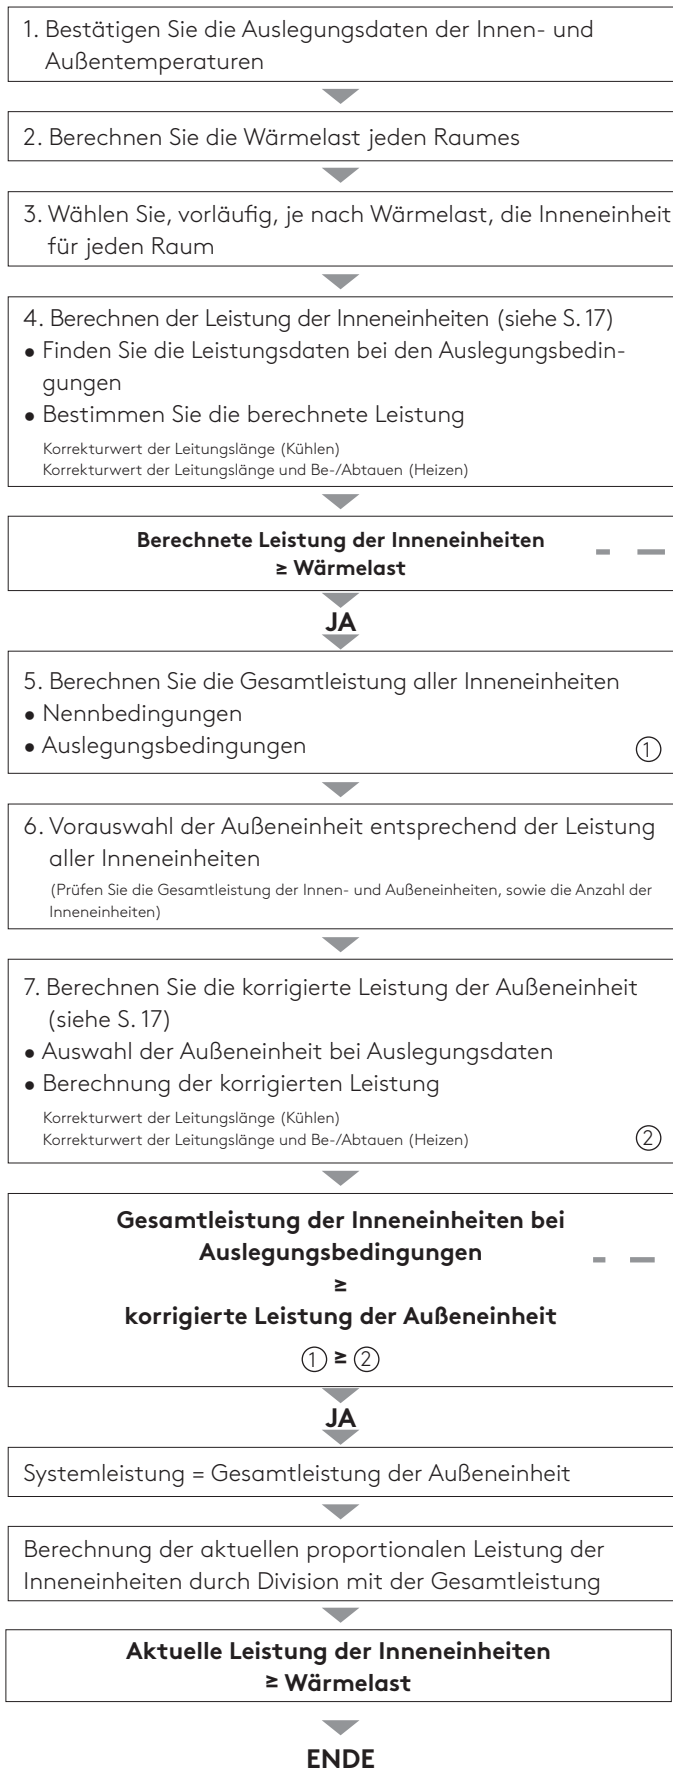 1. Bestätigen Sie die Auslegungsdaten der Innen- und
Außentemperaturen
2. Berechnen Sie die Wärmelast jeden Raumes
3. Wählen Sie, vorläufig, je nach Wärmelast, die Inneneinheit
für jeden Raum
4. Berechnen der Leistung der Inneneinheiten (siehe S. 17)
• Finden Sie die Leistungsdaten bei den Auslegungsbedin-
gungen
• Bestimmen Sie die berechnete Leistung
Korrekturwert der Leitungslänge (Kühlen)
Korrekturwert der Leitungslänge und Be-/Abtauen (Heizen)
Berechnete Leistung der Inneneinheiten
≥ Wärmelast
JA
5. Berechnen Sie die Gesamtleistung aller Inneneinheiten
• Nennbedingungen
• Auslegungsbedingungen ①
6. Vorauswahl der Außeneinheit entsprechend der Leistung
aller Inneneinheiten
(Prüfen Sie die Gesamtleistung der Innen- und Außeneinheiten, sowie die Anzahl der
Inneneinheiten)
7. Berechnen Sie die korrigierte Leistung der Außeneinheit
(siehe S. 17)
• Auswahl der Außeneinheit bei Auslegungsdaten
• Berechnung der korrigierten Leistung
Korrekturwert der Leitungslänge (Kühlen)
Korrekturwert der Leitungslänge und Be-/Abtauen (Heizen) ②
Gesamtleistung der Inneneinheiten bei
Auslegungsbedingungen
≥
korrigierte Leistung der Außeneinheit
① ≥ ②
JA
Systemleistung = Gesamtleistung der Außeneinheit
Berechnung der aktuellen proportionalen Leistung der
Inneneinheiten durch Division mit der Gesamtleistung
Aktuelle Leistung der Inneneinheiten
≥ Wärmelast
ENDE